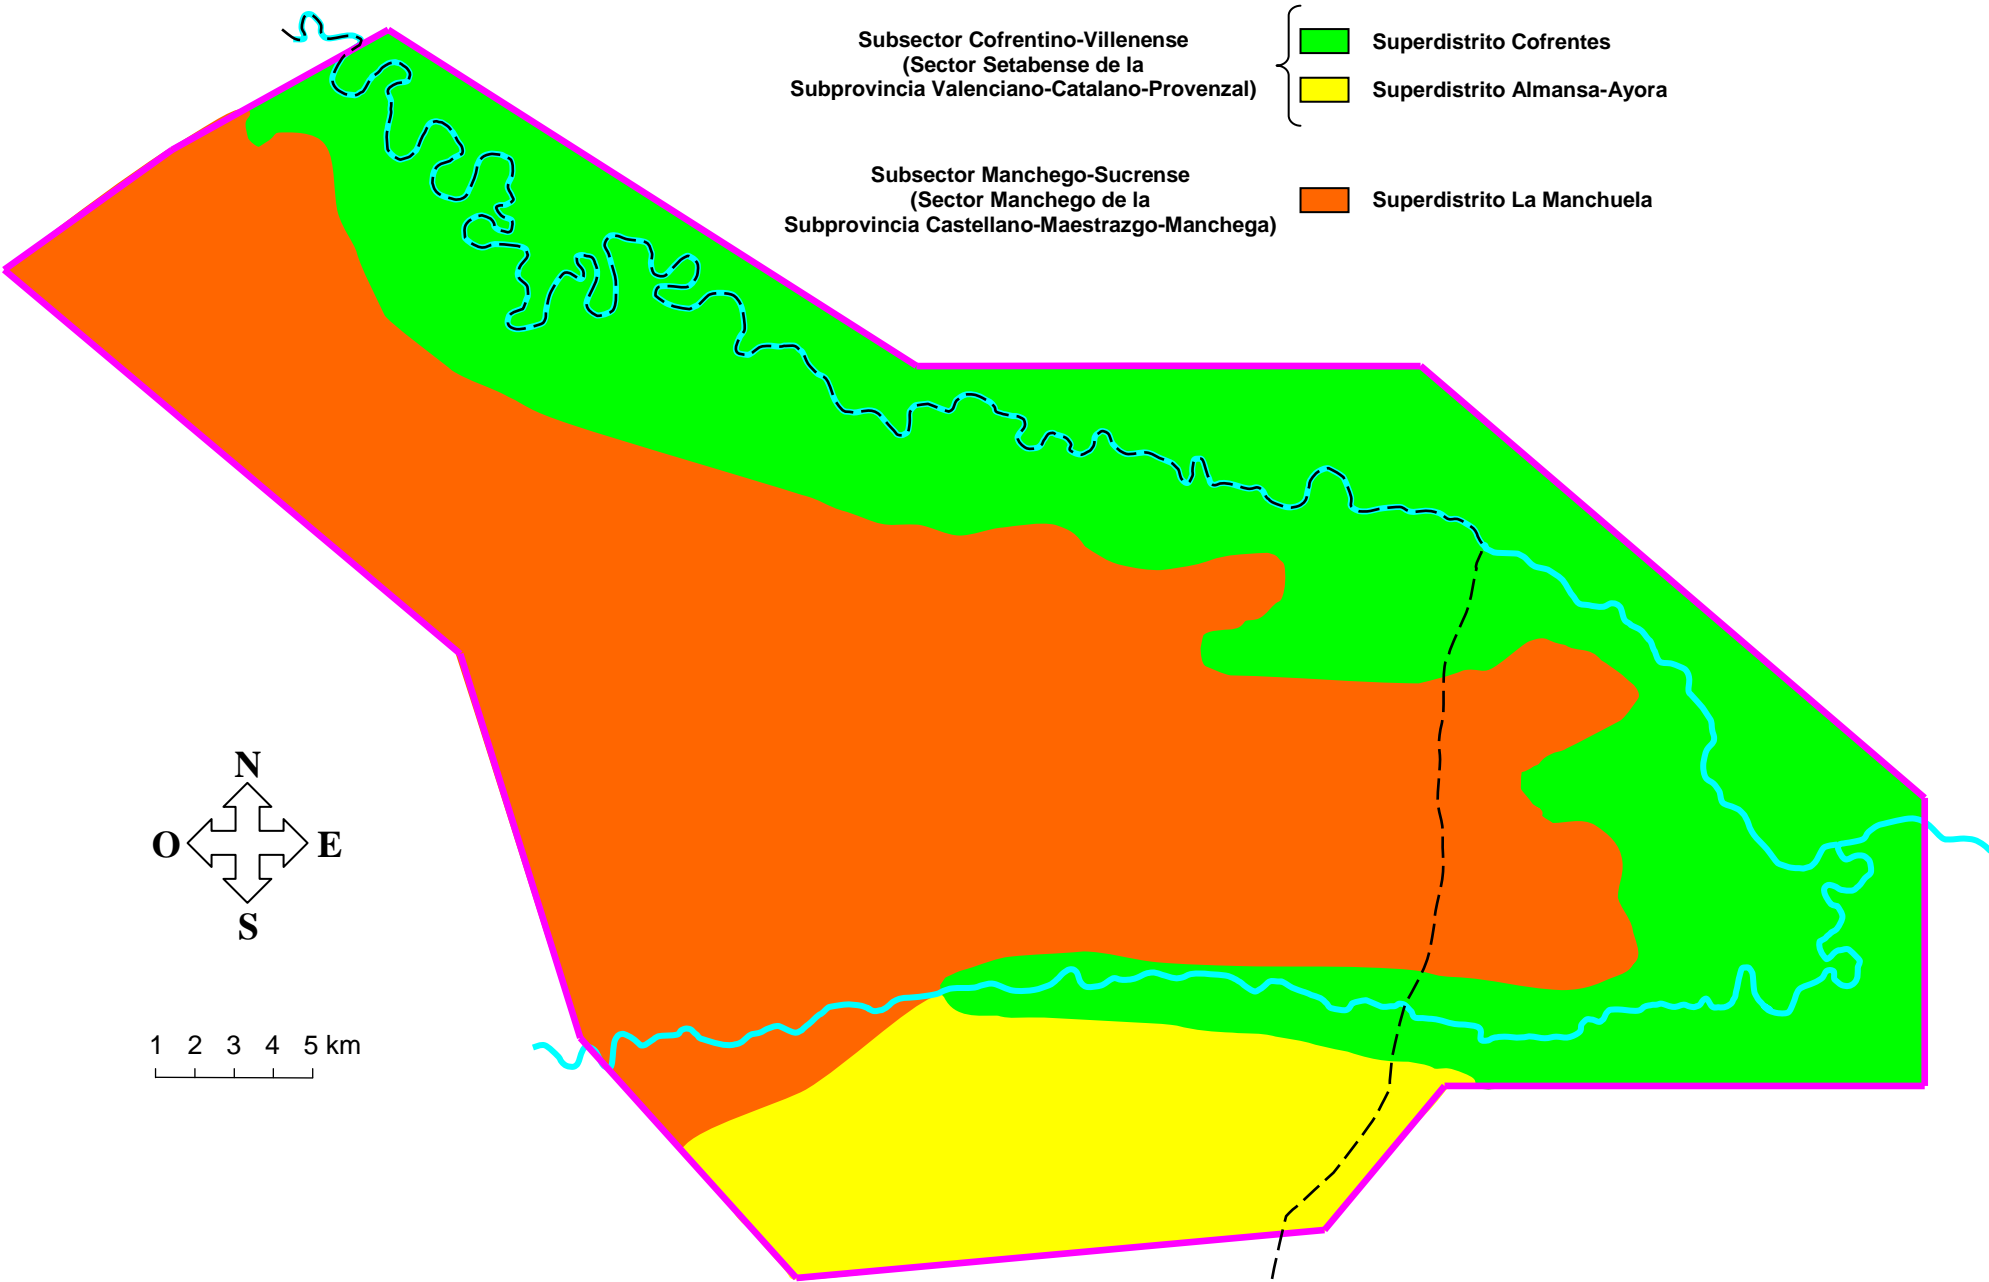 Subsector Cofrentino-Villenense
(Sector Setabense de la
Subprovincia Valenciano-Catalano-Provenzal)
Superdistrito Cofrentes
Superdistrito Almansa-Ayora
Subsector Manchego-Sucrense
(Sector Manchego de la
Subprovincia Castellano-Maestrazgo-Manchega)
Superdistrito La Manchuela
N
O E
S
1 2 3 4 5 km